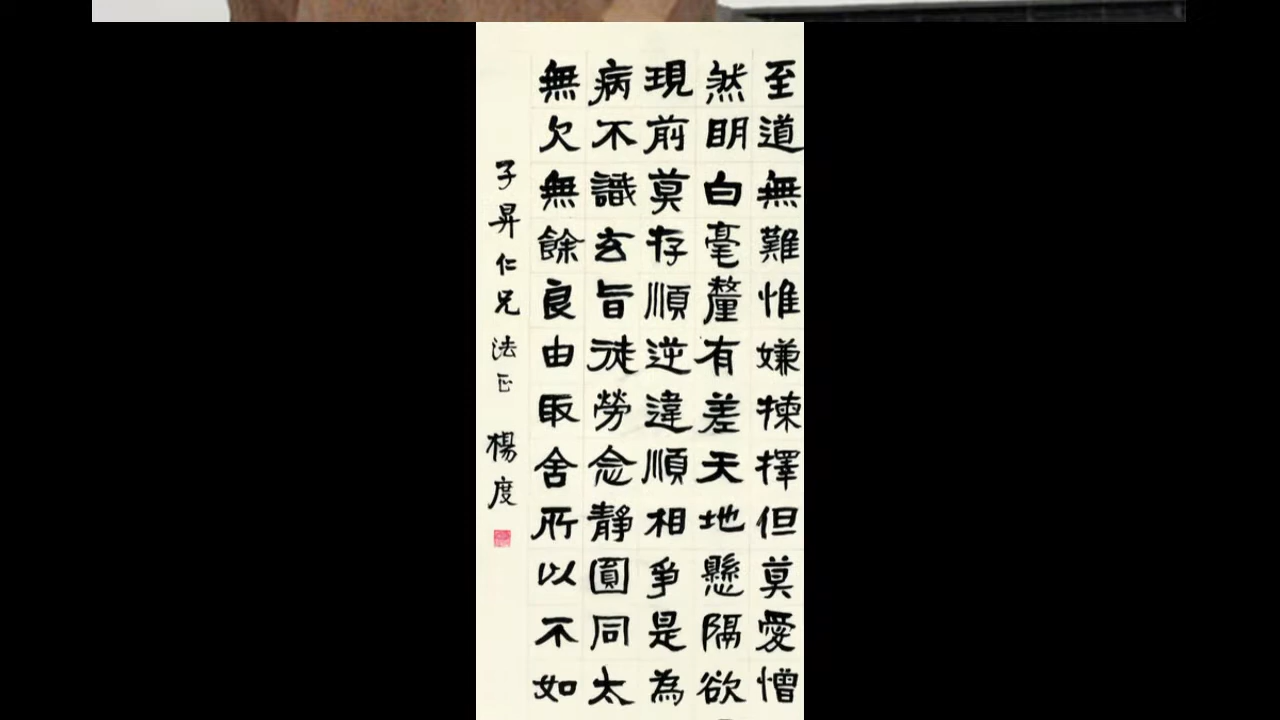 至道無難惟嫌揀擇但莫愛憎
然明白毫釐有差天地懸隔欲
現前莫存順逆違順相爭是為
病不識玄旨徒勞念靜圓同太
無欠無餘良由取舍所以不如
子昇仁兄法正 楊度